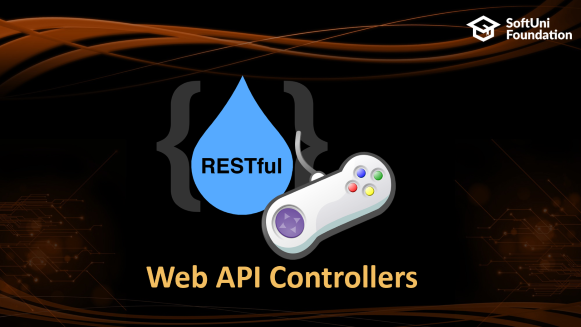 SoftUni
Foundation
{ }
RESTful
Web API Controllers